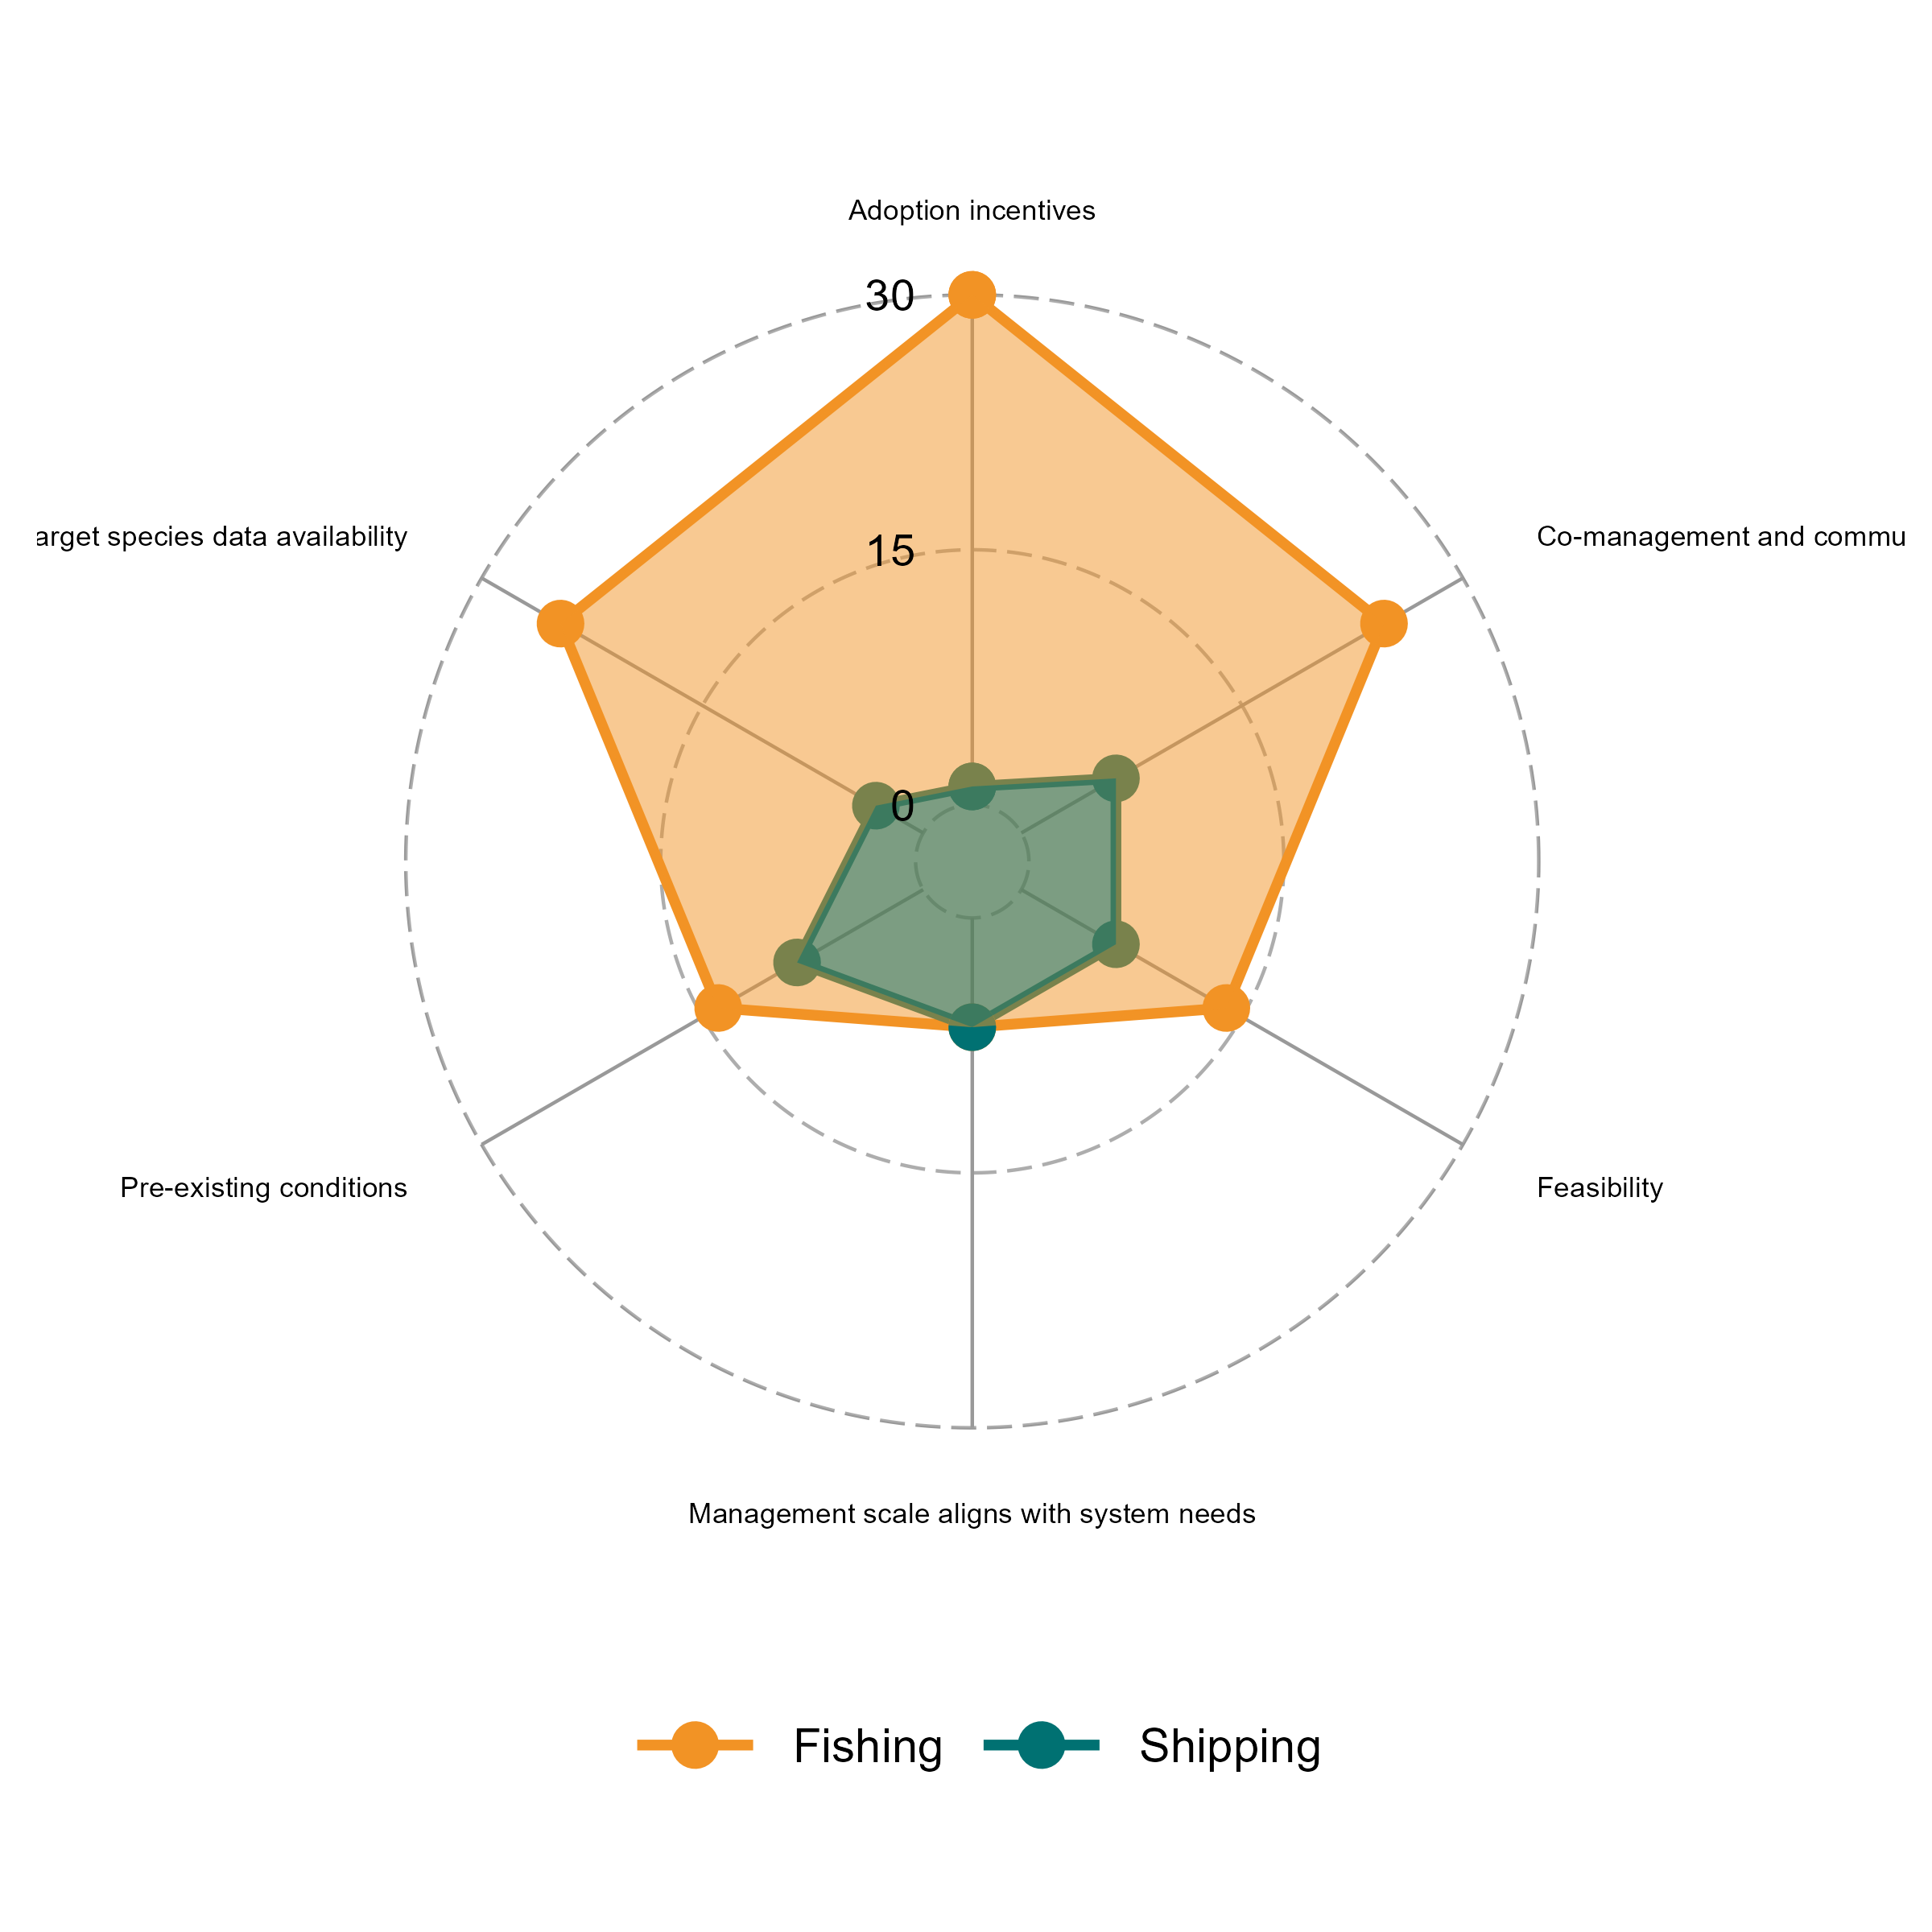 Adoption incentives
30
arget species data availability
Co-management and commu
15
0
Pre-existing conditions
Feasibility
Management scale aligns with system needs
Fishing
Shipping